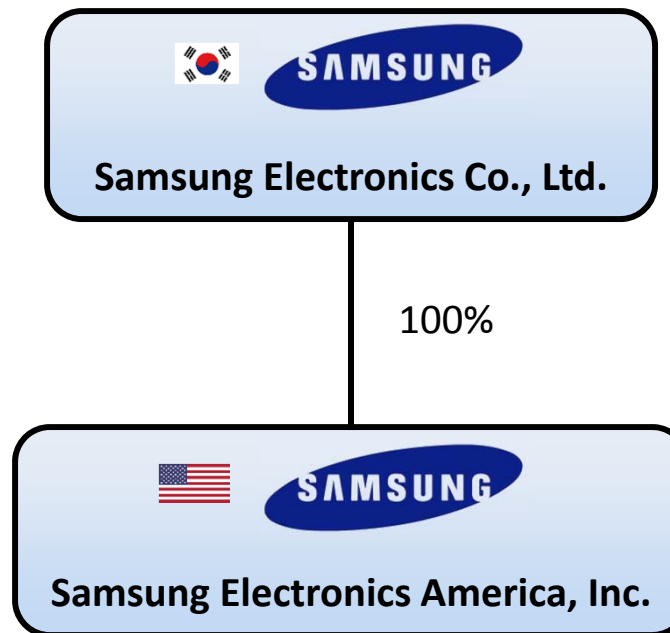 SAMSUNG
Samsung Electronics Co., Ltd.
100%
SAMSUNG
Samsung Electronics America, Inc.